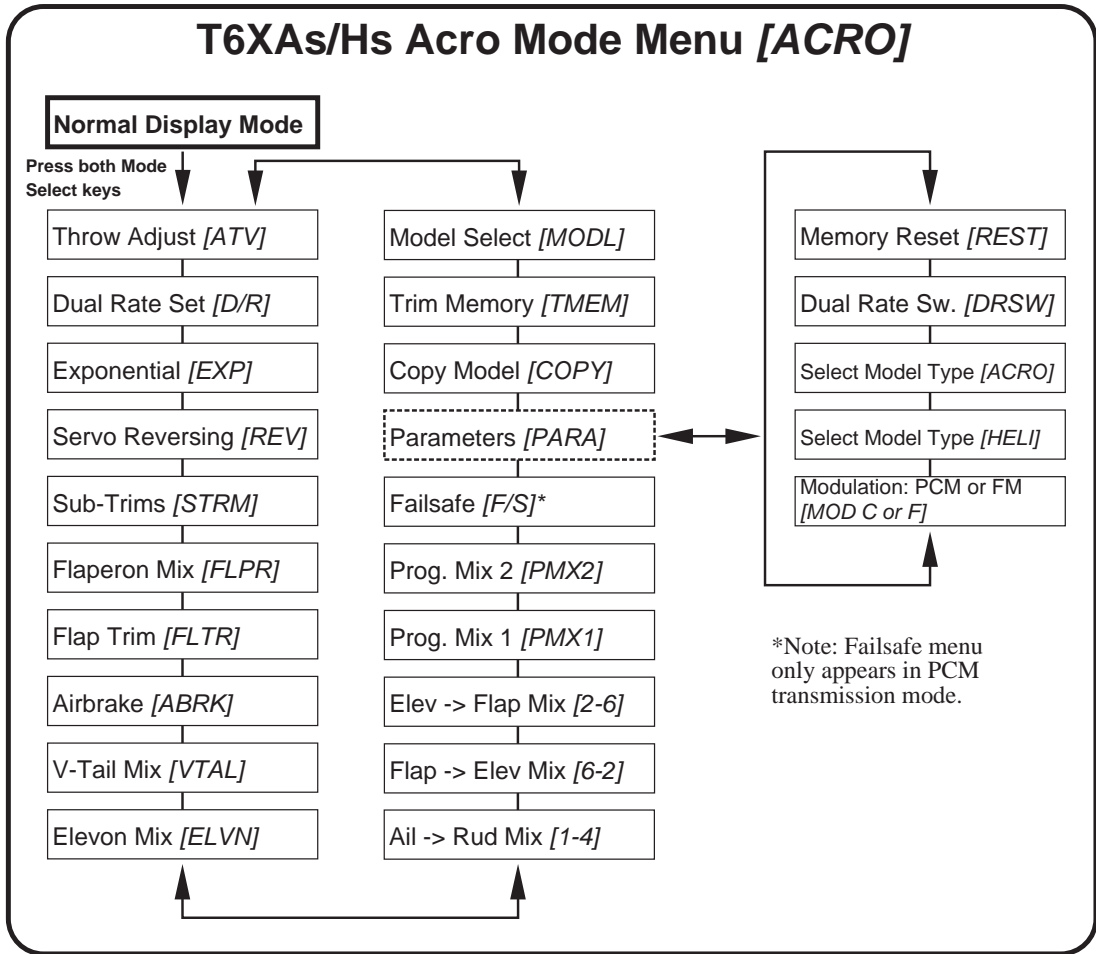 T6XAs/Hs Acro Mode Menu [ACRO]
Normal Display Mode
Press both Mode
Select keys
Throw Adjust [ATV]
Dual Rate Set [D/R]
Exponential [EXP]
Servo Reversing [REV]
Sub-Trims [STRM]
Flaperon Mix [FLPR]
Flap Trim [FLTR]
Airbrake [ABRK]
V-Tail Mix [VTAL]
Elevon Mix [ELVN]
Model Select [MODL]
Trim Memory [TMEM]
Copy Model [COPY]
Parameters [PARA]
Failsafe [F/S]*
Prog. Mix 2 [PMX2]
Prog. Mix 1 [PMX1]
Elev -> Flap Mix [2-6]
Flap -> Elev Mix [6-2]
Ail -> Rud Mix [1-4]
Memory Reset [REST]
Dual Rate Sw. [DRSW]
Select Model Type [ACRO]
Select Model Type [HELI]
Modulation: PCM or FM
[MOD C or F]
*Note: Failsafe menu
only appears in PCM
transmission mode.